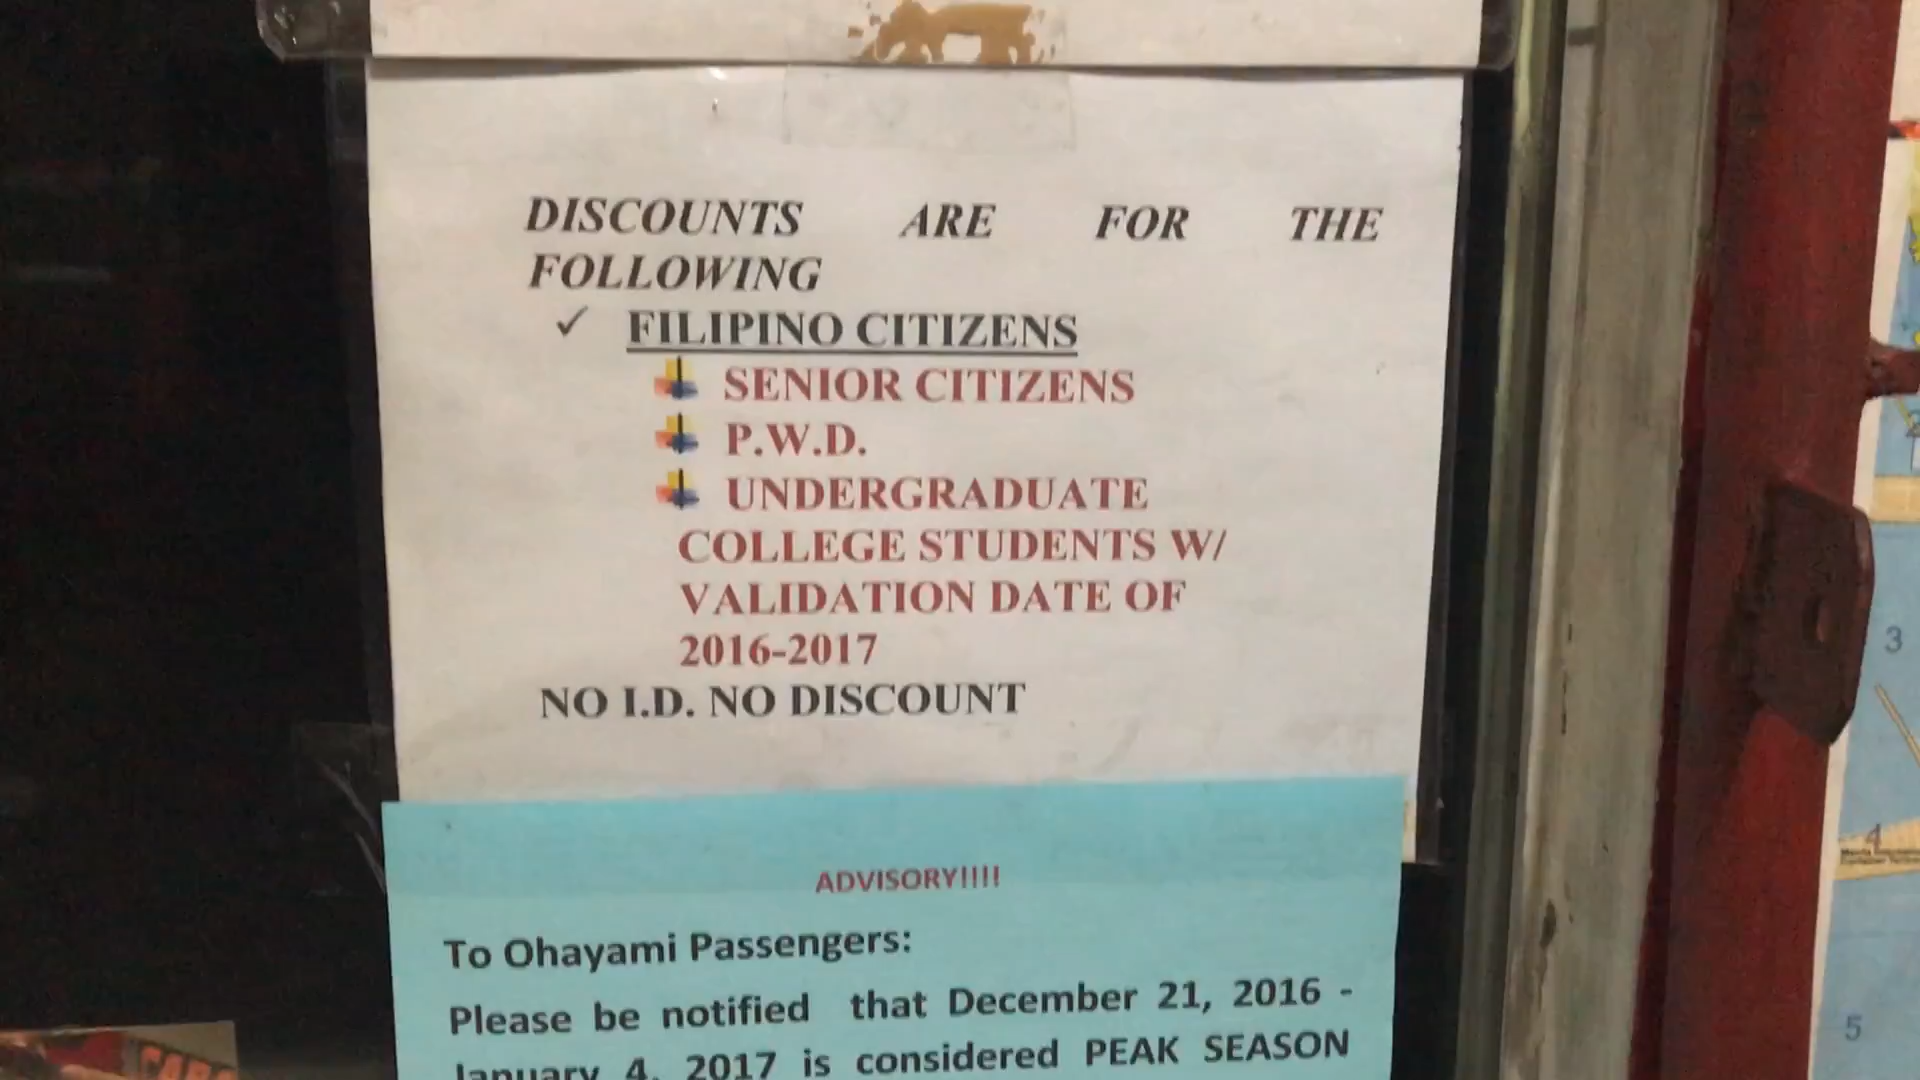 DISCOUNTS ARE FOR THE
FOLLOWING
✓ FILIPINO CITIZENS
SENIOR CITIZENS
P.W.D.
UNDERGRADUATE
COLLEGE STUDENTS W/
VALIDATION DATE OF
2016-2017
NO I.D. NO DISCOUNT
ADVISORY!!!!
To Ohayami Passengers:
Please be notified that December 21, 2016 -
January 4, 2017 is considered PEAK SEASON
3
4
5